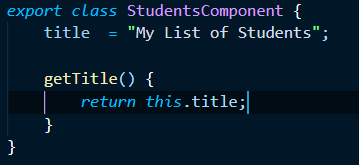 export class StudentsComponent {
    title  = "My List of Students";

    getTitle() {
        return this.title;
    }
}